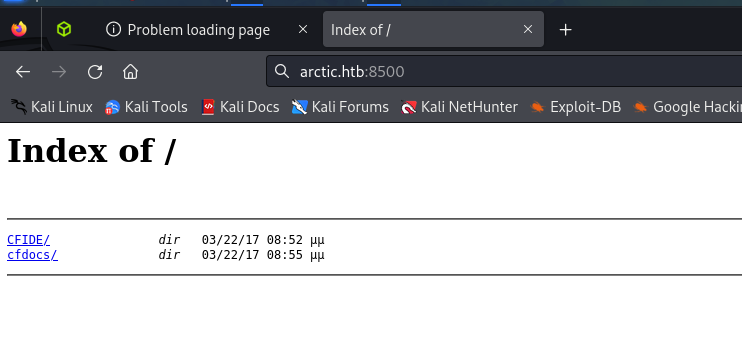 Problem loading page
Index of /
arctic.htb:8500
Kali Linux
Kali Tools
Kali Docs
Kali Forums
Kali NetHunter
Exploit-DB
Google Hackin
Index of /
CFIDE/ dir 03/22/17 08:52 μμ
cfdocs/ dir 03/22/17 08:55 μμ